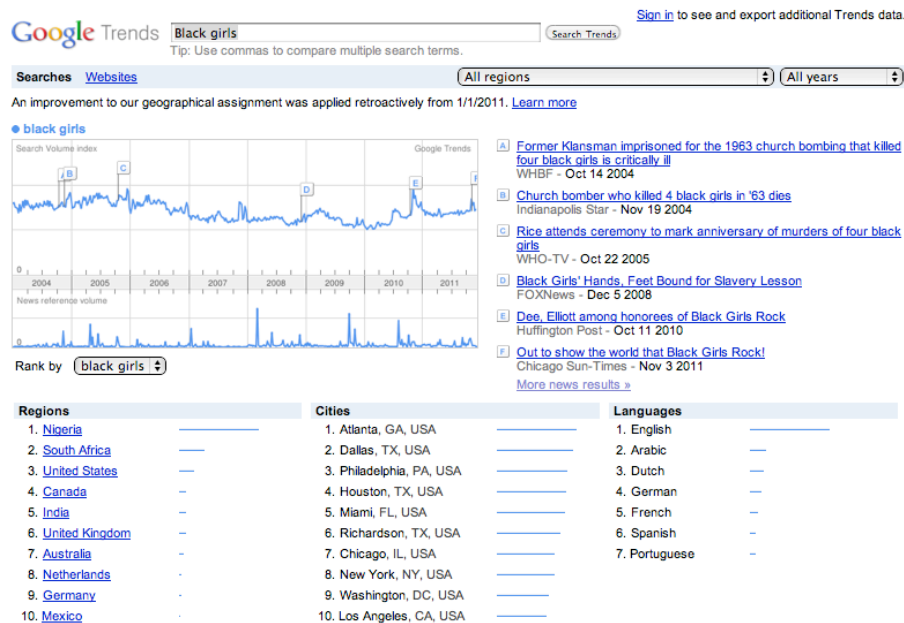 Sign in to see and export additional Trends data.
Google Trends
Black girls
Search Trends
Tip: Use commas to compare multiple search terms.
Searches Websites
All regions
All years
An improvement to our geographical assignment was applied retroactively from 1/1/2011. Learn more
black girls
Search Volume index
Google Trends
A B C D E F
0
2004 2005 2006 2007 2008 2009 2010 2011
News reference volume
0
Rank by black girls
A Former Klansman imprisoned for the 1963 church bombing that killed
four black girls is critically ill
WHBF - Oct 14 2004
B Church bomber who killed 4 black girls in '63 dies
Indianapolis Star - Nov 19 2004
C Rice attends ceremony to mark anniversary of murders of four black
girls
WHO-TV - Oct 22 2005
D Black Girls' Hands, Feet Bound for Slavery Lesson
FOXNews - Dec 5 2008
E Dee, Elliott among honorees of Black Girls Rock
Huffington Post - Oct 11 2010
F Out to show the world that Black Girls Rock!
Chicago Sun-Times - Nov 3 2011
More news results »
Regions
1. Nigeria
2. South Africa
3. United States
4. Canada
5. India
6. United Kingdom
7. Australia
8. Netherlands
9. Germany
10. Mexico
Cities
1. Atlanta, GA, USA
2. Dallas, TX, USA
3. Philadelphia, PA, USA
4. Houston, TX, USA
5. Miami, FL, USA
6. Richardson, TX, USA
7. Chicago, IL, USA
8. New York, NY, USA
9. Washington, DC, USA
10. Los Angeles, CA, USA
Languages
1. English
2. Arabic
3. Dutch
4. German
5. French
6. Spanish
7. Portuguese